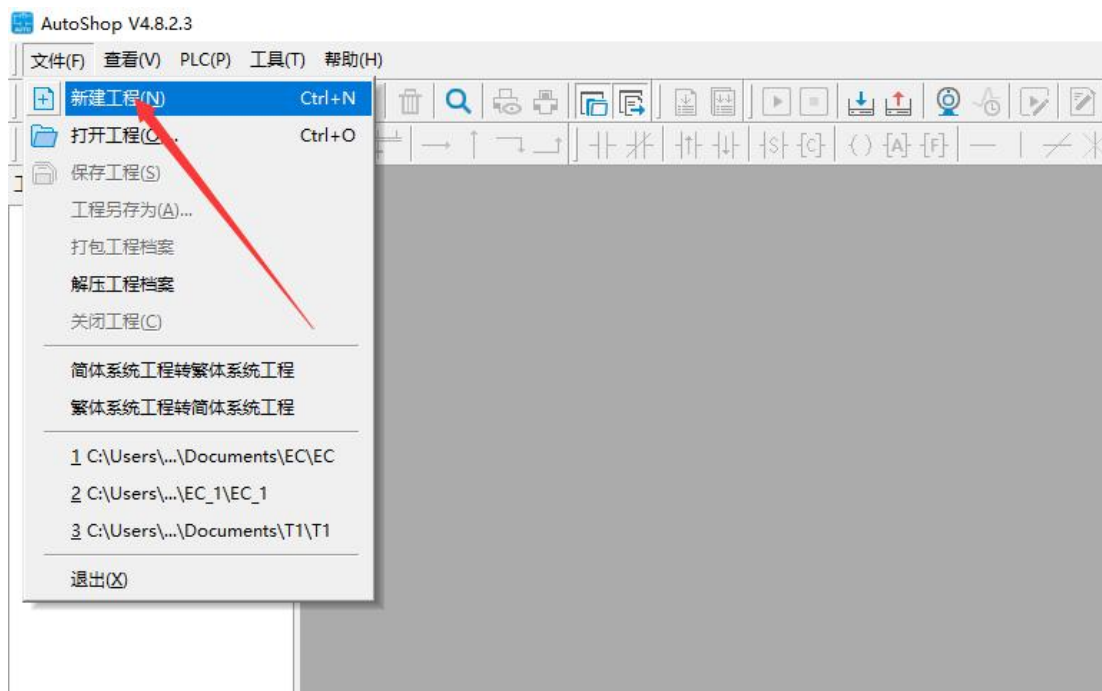 AutoShop V4.8.2.3
文件(F) 查看(V) PLC(P) 工具(T) 帮助(H)
新建工程(N) Ctrl+N
打开工程(O)... Ctrl+O
保存工程(S)
工程另存为(A)...
打包工程档案
解压工程档案
关闭工程(C)
简体系统工程转繁体系统工程
繁体系统工程转简体系统工程
1 C:\Users\...\Documents\EC\EC
2 C:\Users\...\EC_1\EC_1
3 C:\Users\...\Documents\T1\T1
退出(X)